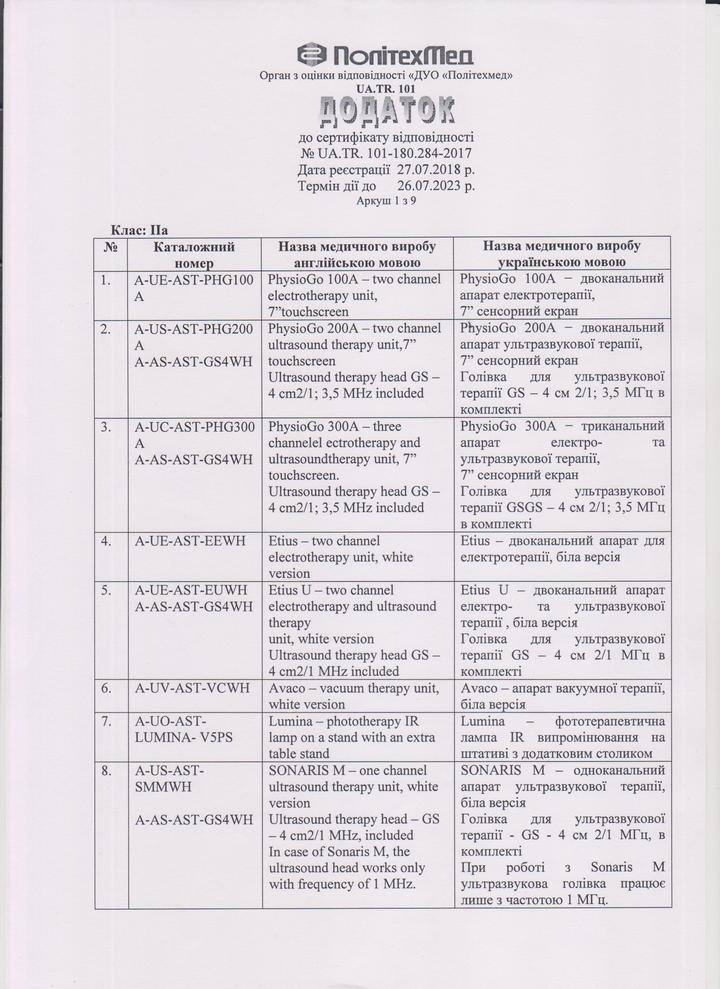 ПолітехМед
Орган з оцінки відповідності «ДУО «Політехмед»
UA.TR. 101
ДОДАТОК
до сертифікату відповідності
№ UA.TR. 101-180.284-2017
Дата реєстрації 27.07.2018 р.
Термін дії до 26.07.2023 р.
Аркуш 1 з 9
Клас: ІІа
№
Каталожний
номер
Назва медичного виробу
англійською мовою
Назва медичного виробу
українською мовою
1.
A-UE-AST-PHG100
A
PhysioGo 100A – two channel
electrotherapy unit,
7”touchscreen
PhysioGo 100A − двоканальний
апарат електротерапії,
7” сенсорний екран
2.
A-US-AST-PHG200
A
A-AS-AST-GS4WH
PhysioGo 200A – two channel
ultrasound therapy unit,7”
touchscreen
Ultrasound therapy head GS –
4 cm2/1; 3,5 MHz included
PhysioGo 200A − двоканальний
апарат ультразвукової терапії,
7” сенсорний екран
Голівка для ультразвукової
терапії GS – 4 см 2/1; 3,5 МГц в
комплекті
3.
A-UC-AST-PHG300
A
A-AS-AST-GS4WH
PhysioGo 300A – three
channelel ectrotherapy and
ultrasoundtherapy unit, 7”
touchscreen.
Ultrasound therapy head GS –
4 cm2/1; 3,5 MHz included
PhysioGo 300A − триканальний
апарат електро- та
ультразвукової терапії,
7” сенсорний екран
Голівка для ультразвукової
терапії GSGS – 4 см 2/1; 3,5 МГц
в комплекті
4.
A-UE-AST-EEWH
Etius – two channel
electrotherapy unit, white
version
Etius – двоканальний апарат для
електротерапії, біла версія
5.
A-UE-AST-EUWH
A-AS-AST-GS4WH
Etius U – two channel
electrotherapy and ultrasound
therapy
unit, white version
Ultrasound therapy head GS –
4 cm2/1 MHz included
Etius U – двоканальний апарат
електро- та ультразвукової
терапії , біла версія
Голівка для ультразвукової
терапії GS – 4 см 2/1 МГц в
комплекті
6.
A-UV-AST-VCWH
Avaco – vacuum therapy unit,
white version
Avaco – апарат вакуумної терапії,
біла версія
7.
A-UO-AST-
LUMINA- V5PS
Lumina – phototherapy IR
lamp on a stand with an extra
table stand
Lumina – фототерапевтична
лампа IR випромінювання на
штативі з додатковим столиком
8.
A-US-AST-
SMMWH
A-AS-AST-GS4WH
SONARIS M – one channel
ultrasound therapy unit, white
version
Ultrasound therapy head – GS
– 4 cm2/1 MHz, included
In case of Sonaris M, the
ultrasound head works only
with frequency of 1 MHz.
SONARIS M – одноканальний
апарат ультразвукової терапії,
біла версія
Голівка для ультразвукової
терапії - GS - 4 см 2/1 МГц, в
комплекті
При роботі з Sonaris M
ультразвукова голівка працює
лише з частотою 1 МГц.